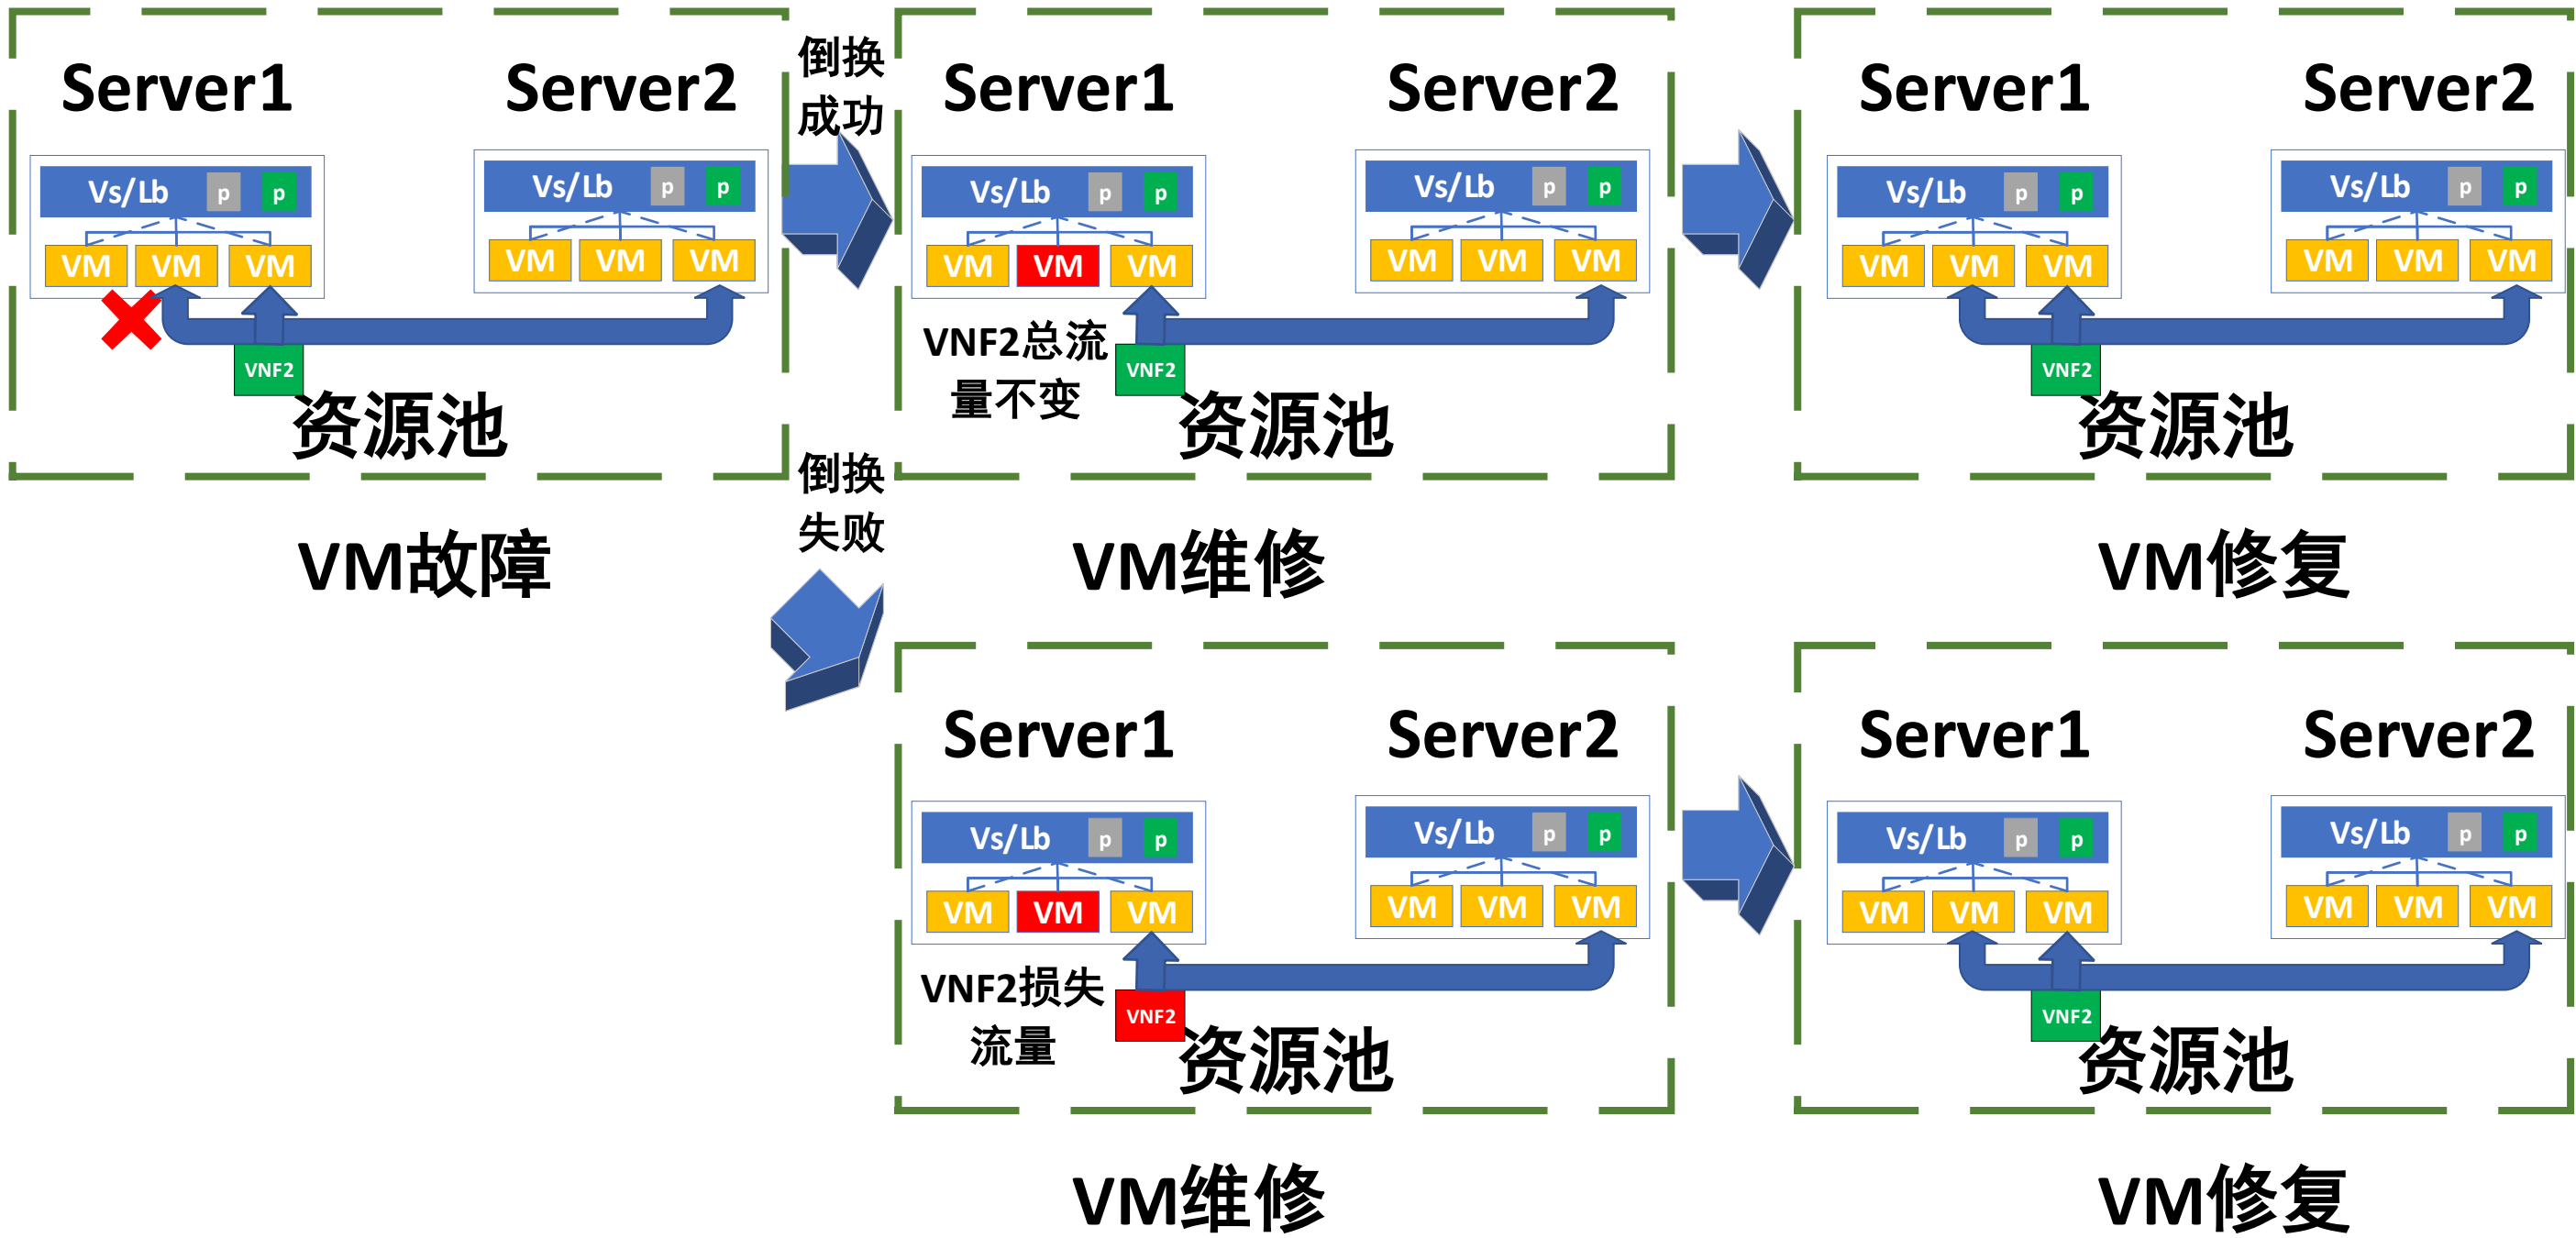 Server1
Server2
Vs/Lb
p
p
VM
VM
VM
Vs/Lb
p
p
VM
VM
VM
VNF2
资源池
VM故障
倒换
成功
Server1
Server2
Vs/Lb
p
p
VM
VM
VM
Vs/Lb
p
p
VM
VM
VM
VNF2总流
量不变
VNF2
资源池
VM维修
Server1
Server2
Vs/Lb
p
p
VM
VM
VM
Vs/Lb
p
p
VM
VM
VM
VNF2
资源池
VM修复
倒换
失败
Server1
Server2
Vs/Lb
p
p
VM
VM
VM
Vs/Lb
p
p
VM
VM
VM
VNF2损失
流量
VNF2
资源池
VM维修
Server1
Server2
Vs/Lb
p
p
VM
VM
VM
Vs/Lb
p
p
VM
VM
VM
VNF2
资源池
VM修复